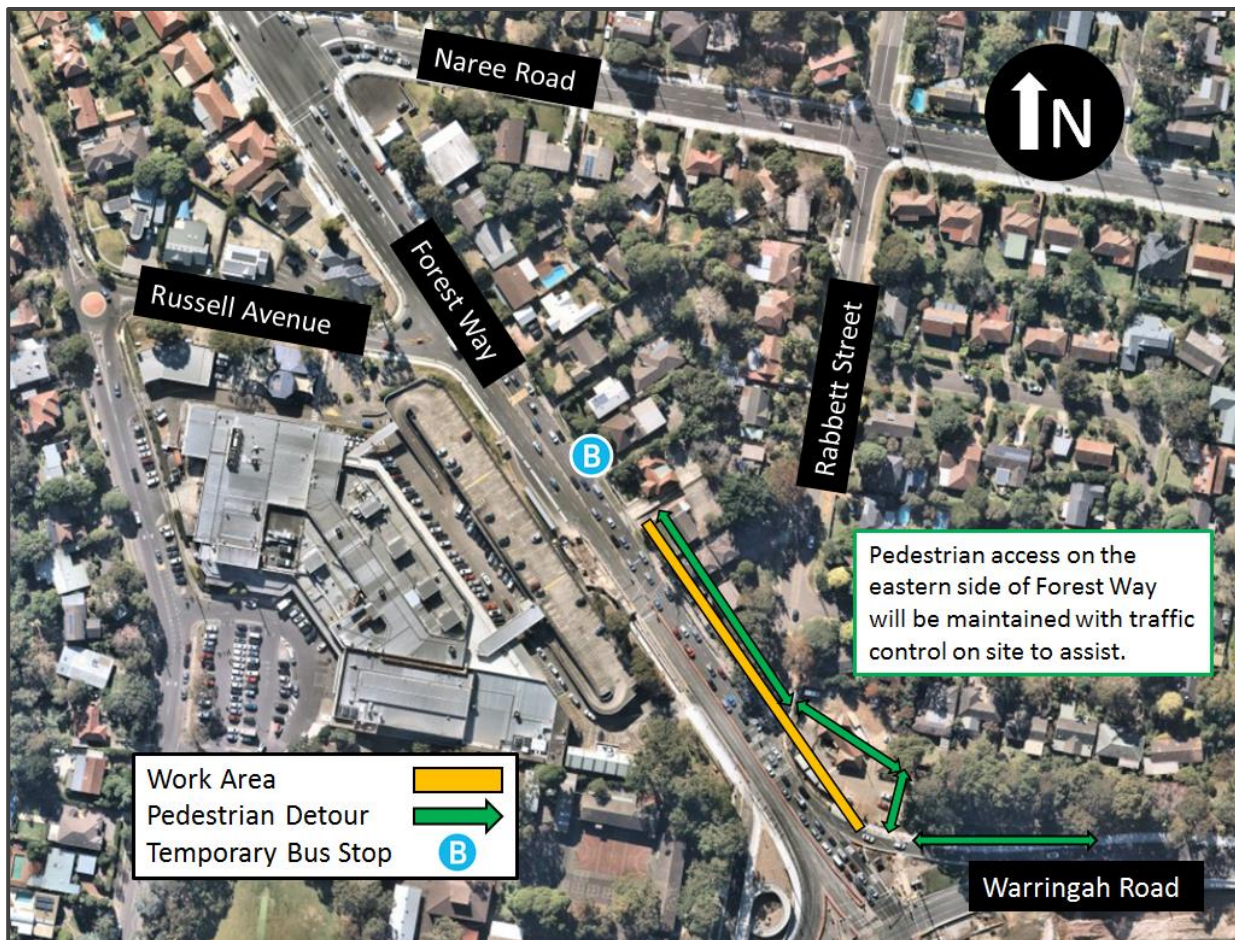 Naree Road
N
Forest Way
Russell Avenue
Rabbett Street
B
Pedestrian access on the
eastern side of Forest Way
will be maintained with traffic
control on site to assist.
Work Area
Pedestrian Detour
Temporary Bus Stop B
Warringah Road